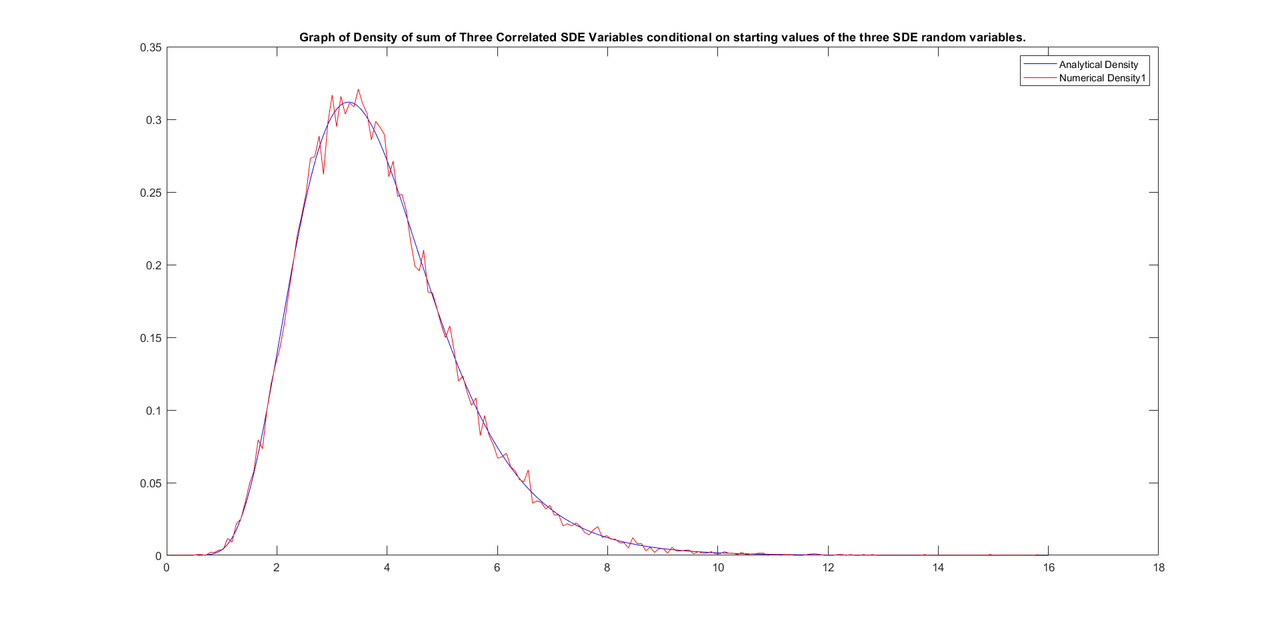 Graph of Density of sum of Three Correlated SDE Variables conditional on starting values of the three SDE random variables.
0.35
Analytical Density
Numerical Density1
0.3
0.25
0.2
0.15
0.1
0.05
0
0 2 4 6 8 10 12 14 16 18